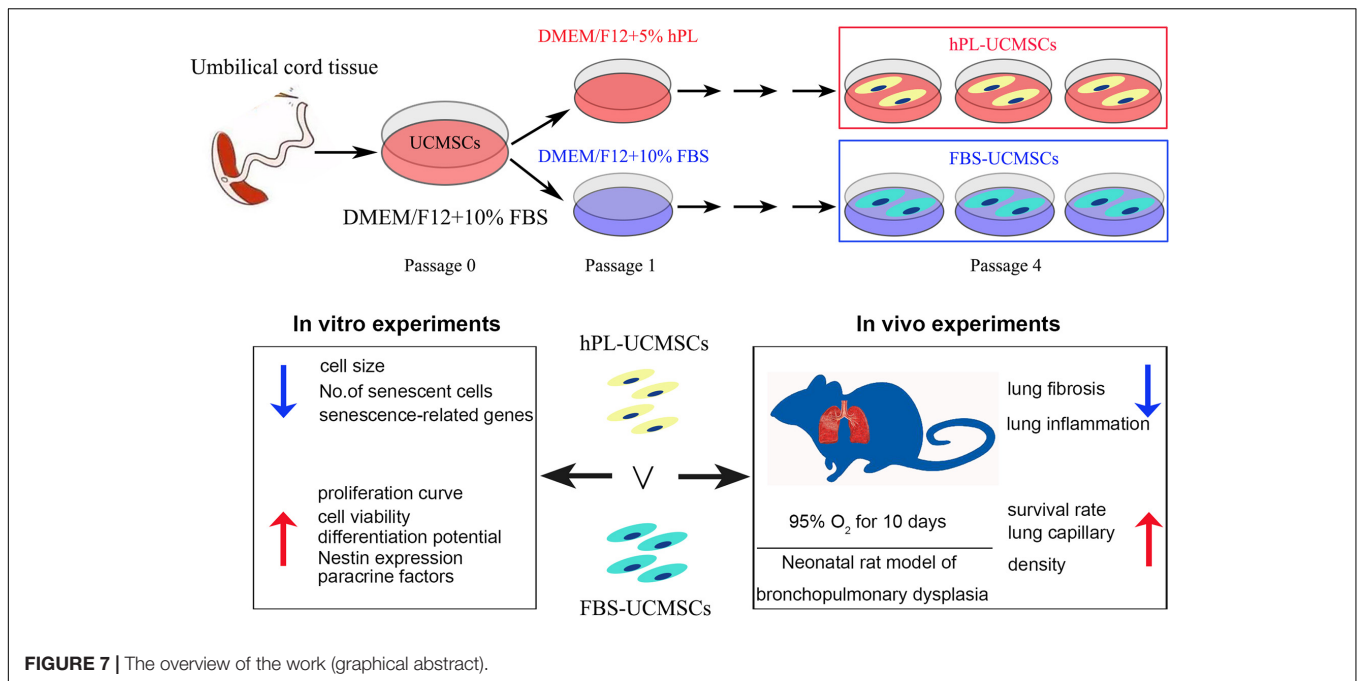 DMEM/F12+5% hPL
hPL-UCMSCs
Umbilical cord tissue
UCMSCs
DMEM/F12+10% FBS
FBS-UCMSCs
DMEM/F12+10% FBS
Passage 0
Passage 1
Passage 4
In vitro experiments
cell size
No.of senescent cells
senescence-related genes
proliferation curve
cell viability
differentiation potential
Nestin expression
paracrine factors
hPL-UCMSCs
V
FBS-UCMSCs
In vivo experiments
lung fibrosis
lung inflammation
95% O2 for 10 days
Neonatal rat model of
bronchopulmonary dysplasia
survival rate
lung capillary
density
FIGURE 7 | The overview of the work (graphical abstract).